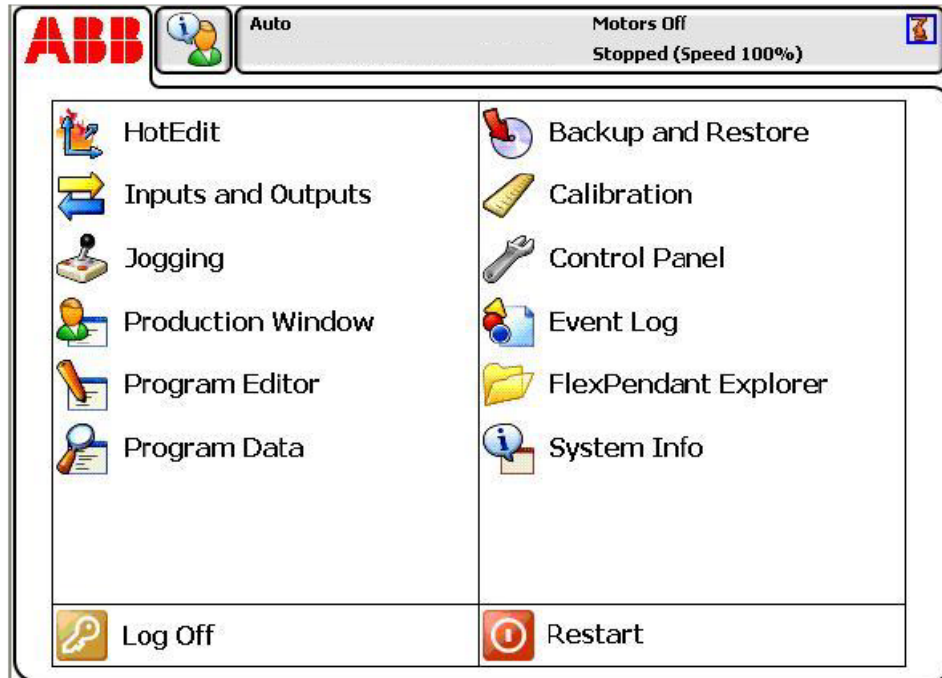 ABB
Auto
Motors Off
Stopped (Speed 100%)
HotEdit
Backup and Restore
Inputs and Outputs
Calibration
Jogging
Control Panel
Production Window
Event Log
Program Editor
FlexPendant Explorer
Program Data
System Info
Log Off
Restart